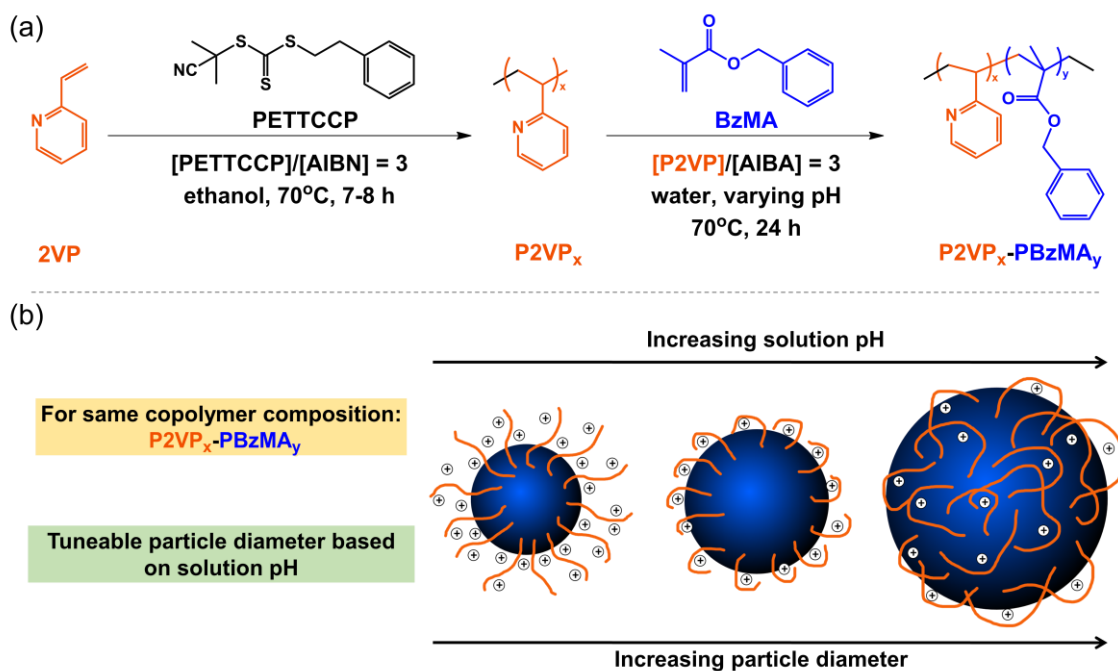 (a)
NC
S
S
S
PETTCCP
[PETTCCP]/[AIBN] = 3
ethanol, 70°C, 7-8 h
N
2VP
N
x
P2VPₓ
O
O
BzMA
[P2VP]/[AIBA] = 3
water, varying pH
70°C, 24 h
x
y
N
O
O
P2VPₓ-PBzMAᵧ
(b)
Increasing solution pH
For same copolymer composition:
P2VPₓ-PBzMAᵧ
Tuneable particle diameter based
on solution pH
Increasing particle diameter